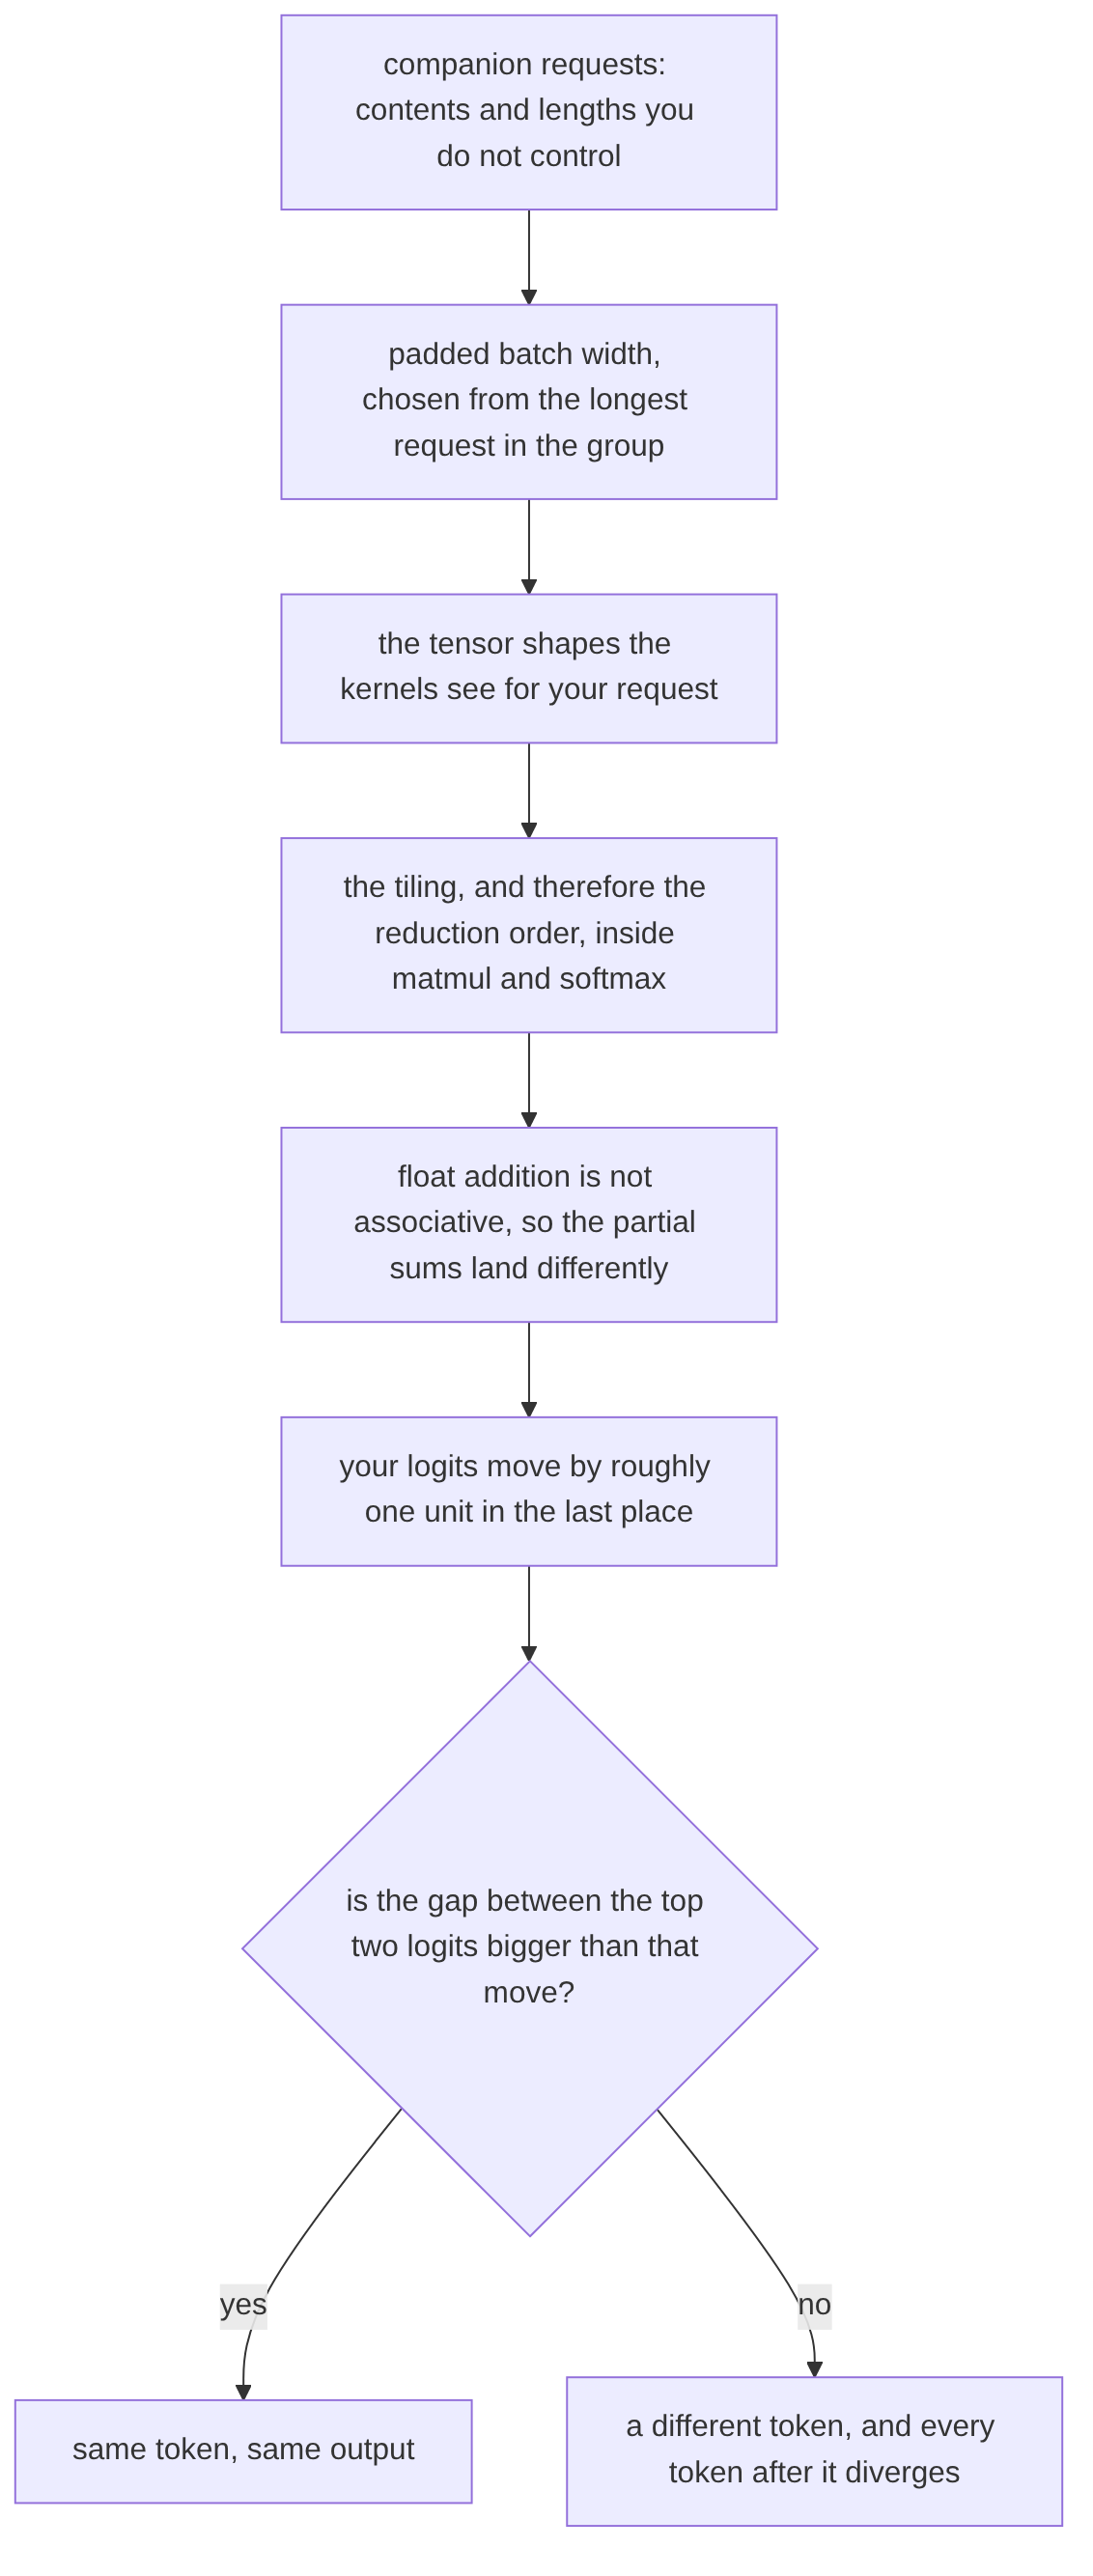 companion requests:
contents and lengths you
do not control
padded batch width,
chosen from the longest
request in the group
the tensor shapes the
kernels see for your request
the tiling, and therefore the
reduction order, inside
matmul and softmax
float addition is not
associative, so the partial
sums land differently
your logits move by roughly
one unit in the last place
is the gap between the top
two logits bigger than that
move?
yes
no
same token, same output
a different token, and every
token after it diverges